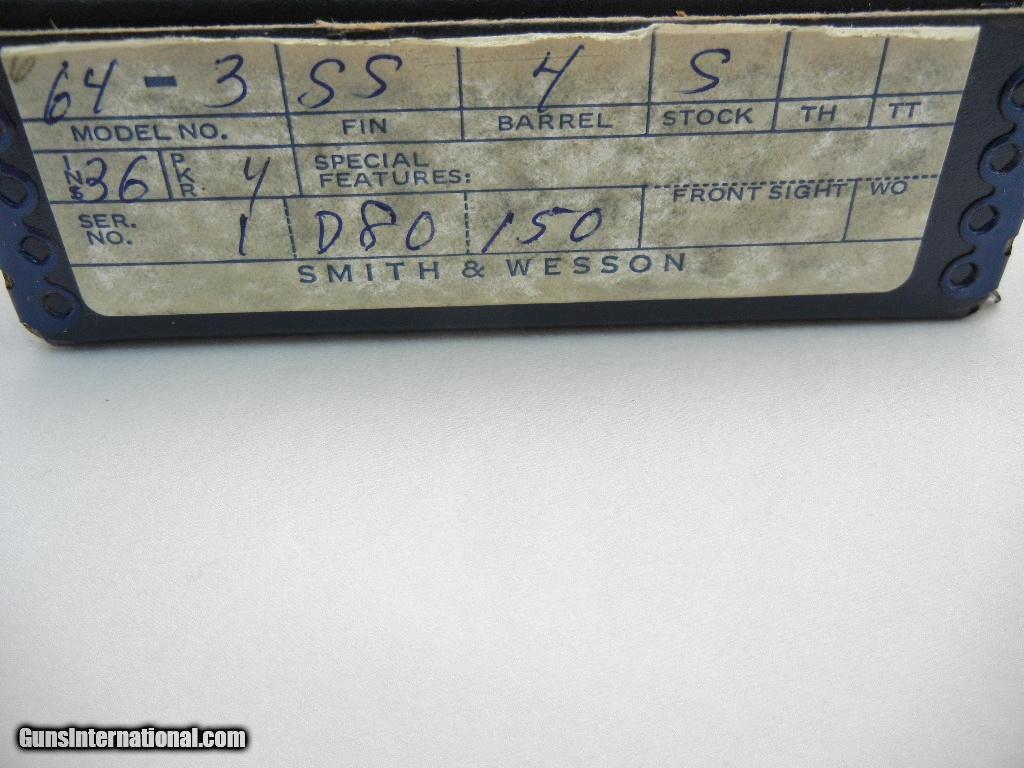 64-3 SS 4 S
MODEL NO. FIN BARREL STOCK TH TT
INS 36 PKR. 4 SPECIAL FEATURES:
FRONT SIGHT WO
SER. NO. 1 D80 150
SMITH & WESSON
GunsInternational.com